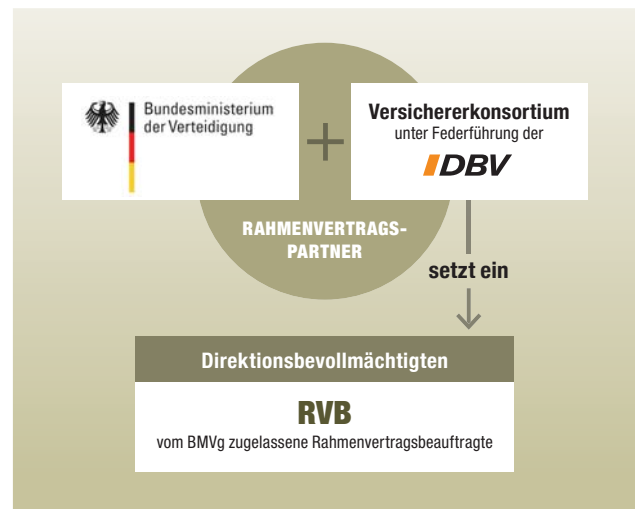 Bundesministerium
der Verteidigung
+
Versichererkonsortium
unter Federführung der
DBV
RAHMENVERTRAGS-
PARTNER
setzt ein
Direktionsbevollmächtigten
RVB
vom BMVg zugelassene Rahmenvertragsbeauftragte